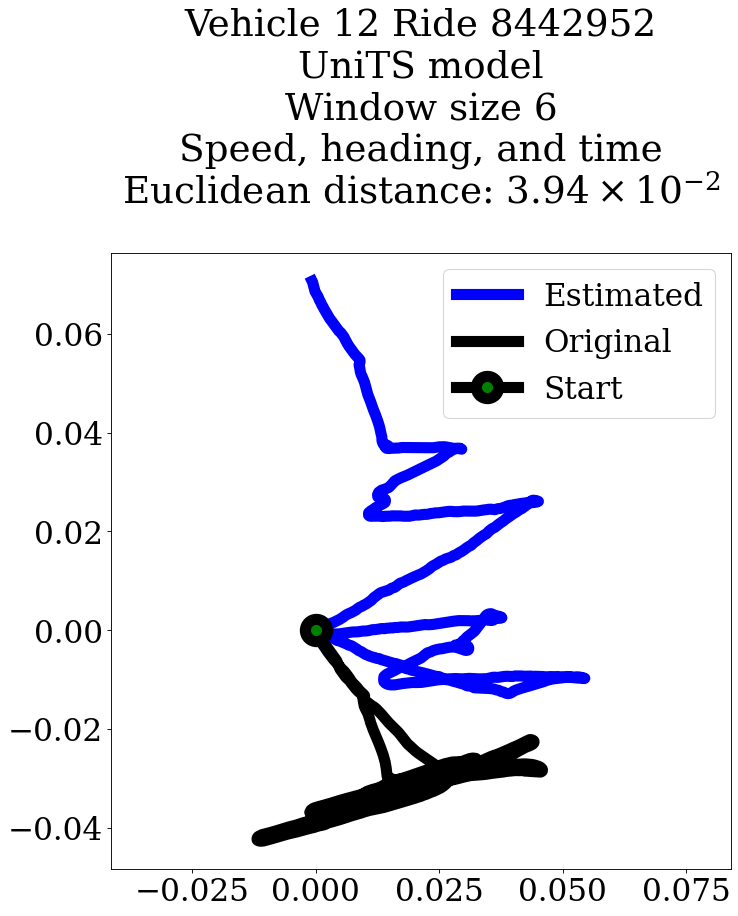 Vehicle 12 Ride 8442952
UniTS model
Window size 6
Speed, heading, and time
Euclidean distance: 3.94 × 10⁻²
Estimated
Original
Start
0.06
0.04
0.02
0.00
−0.02
−0.04
−0.025 0.000 0.025 0.050 0.075